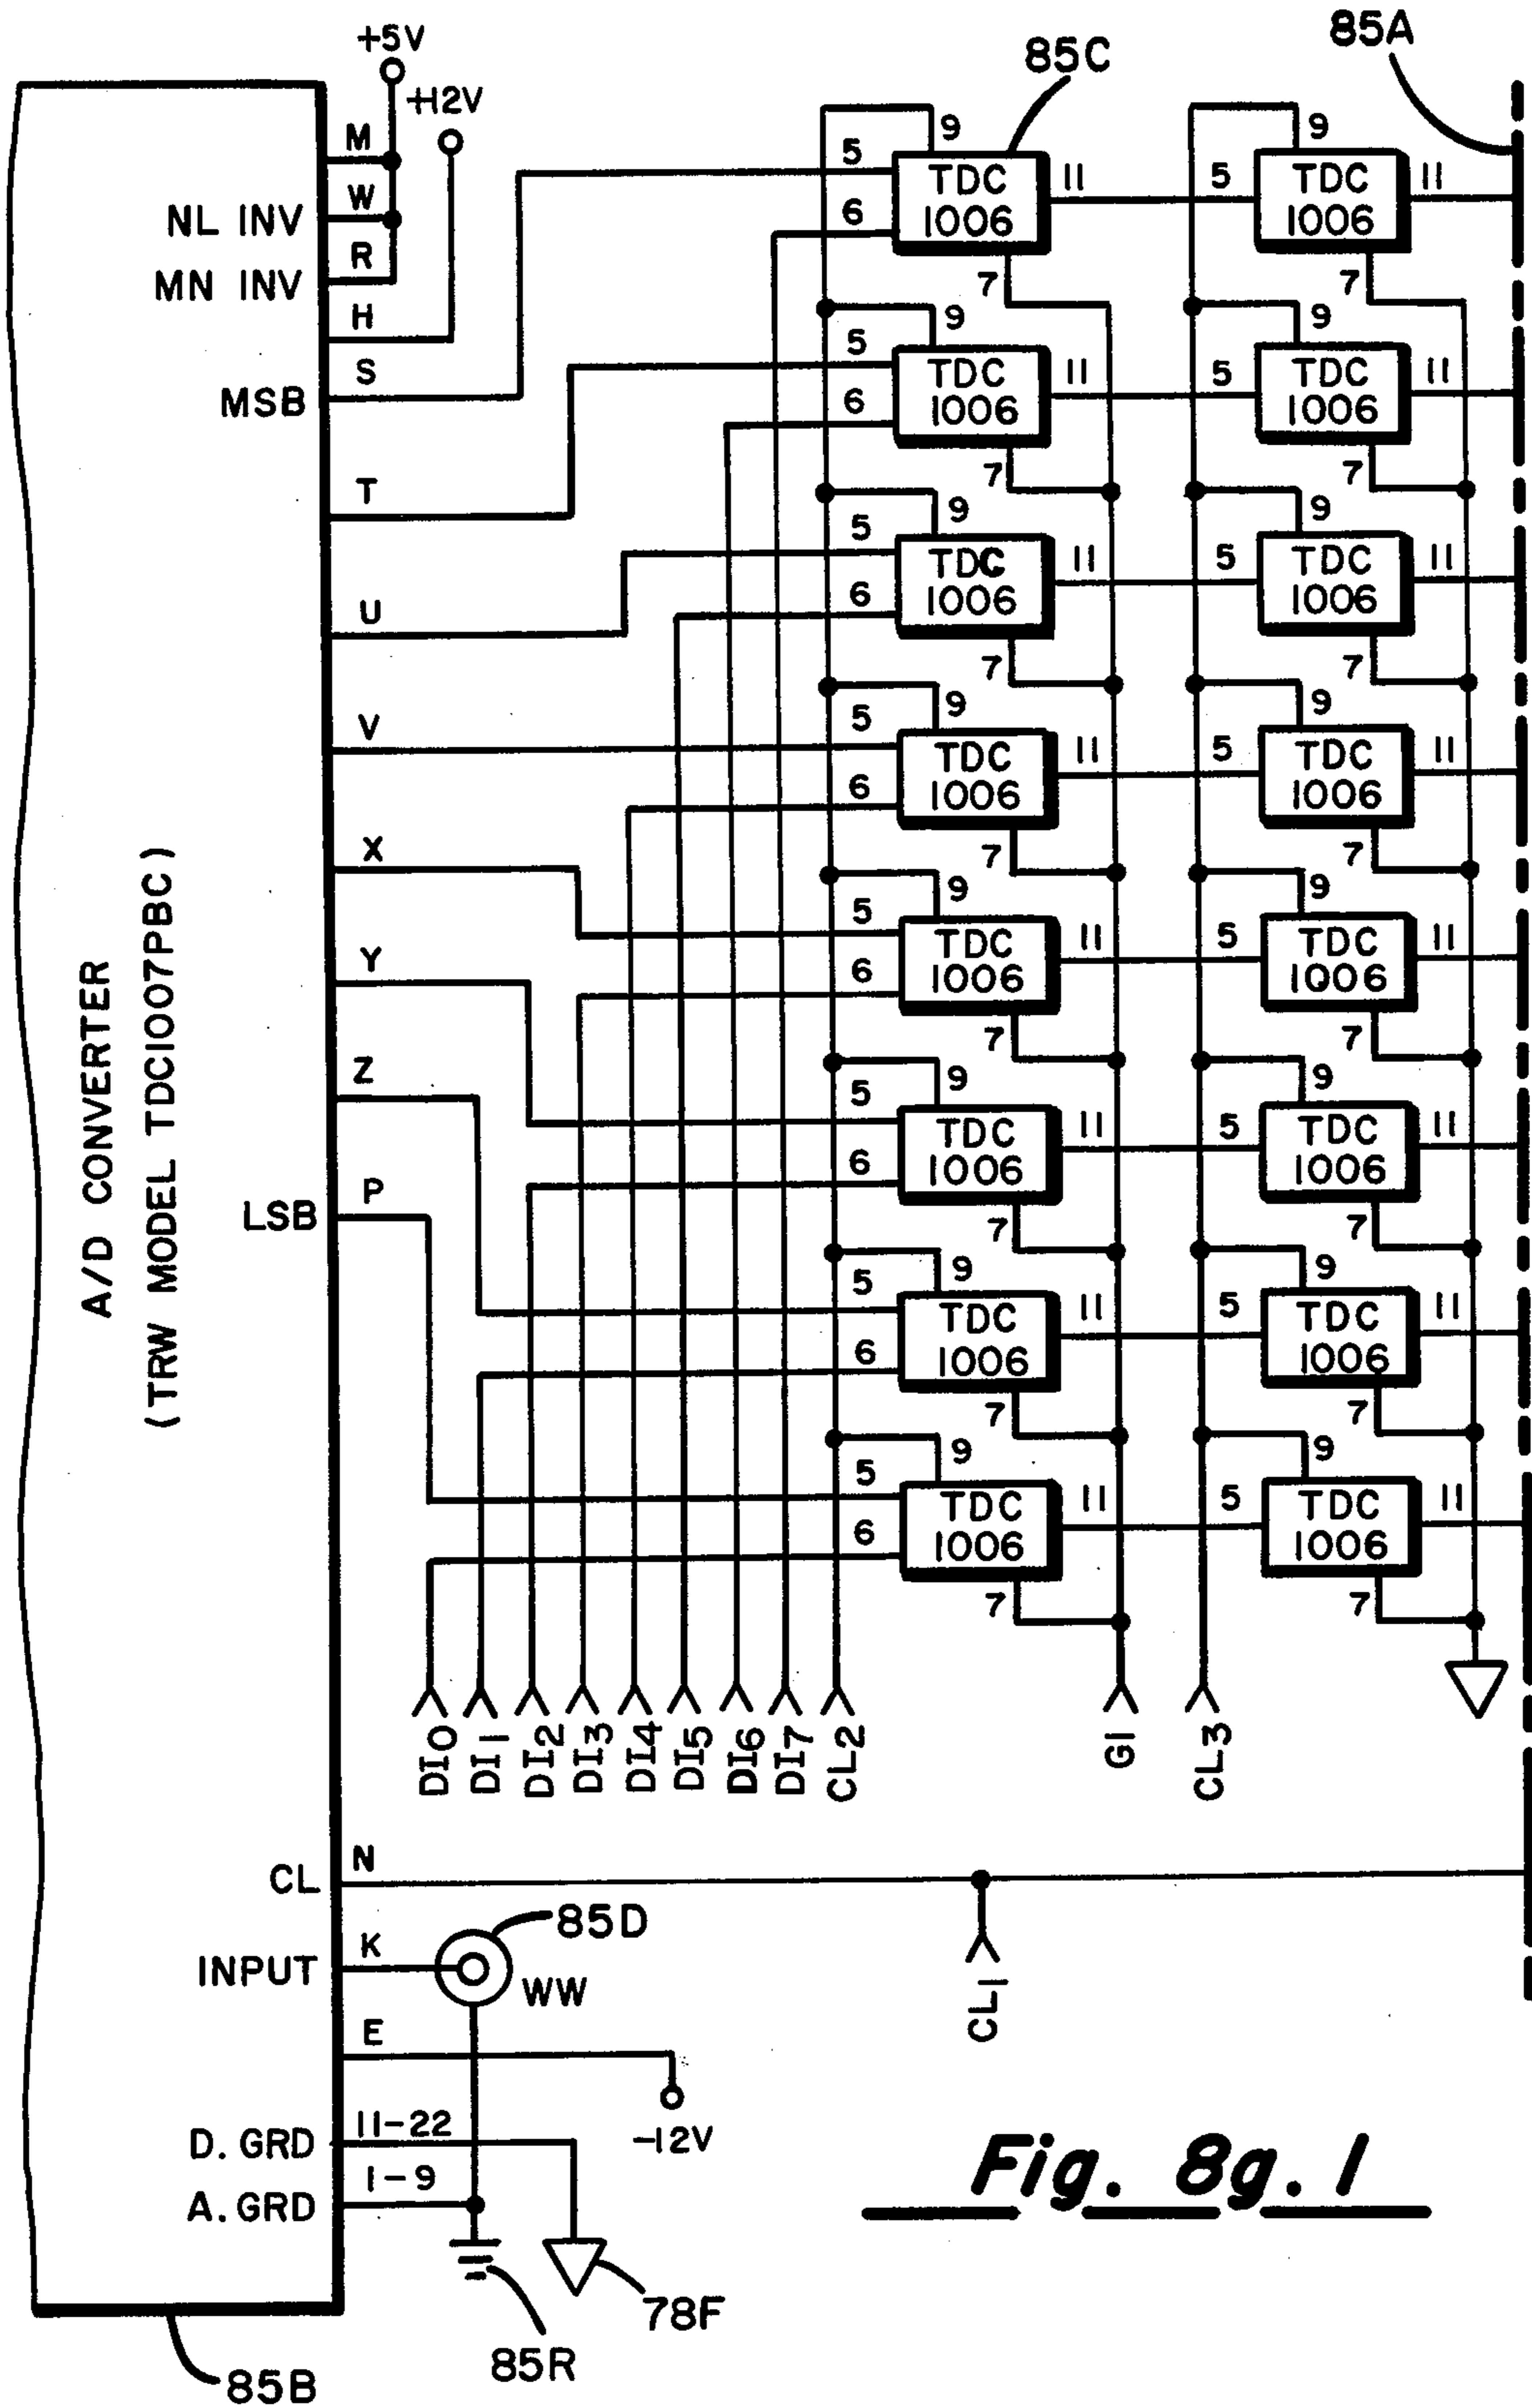 +5V
+12V
85C
85A
M
W
NL INV
R
MN INV
H
S
MSB
T
U
V
X
Y
Z
P
LSB
A/D CONVERTER
(TRW MODEL TDC1007PBC)
9
5
TDC
1006
11
6
7
9
5
TDC
1006
11
7
9
5
TDC
1006
11
6
7
9
5
TDC
1006
11
7
9
5
TDC
1006
11
6
7
9
5
TDC
1006
11
7
9
5
TDC
1006
11
6
7
9
5
TDC
1006
11
7
9
5
TDC
1006
11
6
7
9
5
TDC
1006
11
7
9
5
TDC
1006
11
6
7
9
5
TDC
1006
11
7
9
5
TDC
1006
11
6
7
9
5
TDC
1006
11
7
9
5
TDC
1006
11
6
7
9
5
TDC
1006
11
7
DI0
DI1
DI2
DI3
DI4
DI5
DI6
DI7
CL2
G1
CL3
CL
N
CL1
85D
INPUT
K
WW
E
-12V
D. GRD
11-22
A. GRD
1-9
85R
78F
85B
Fig. 8g. 1